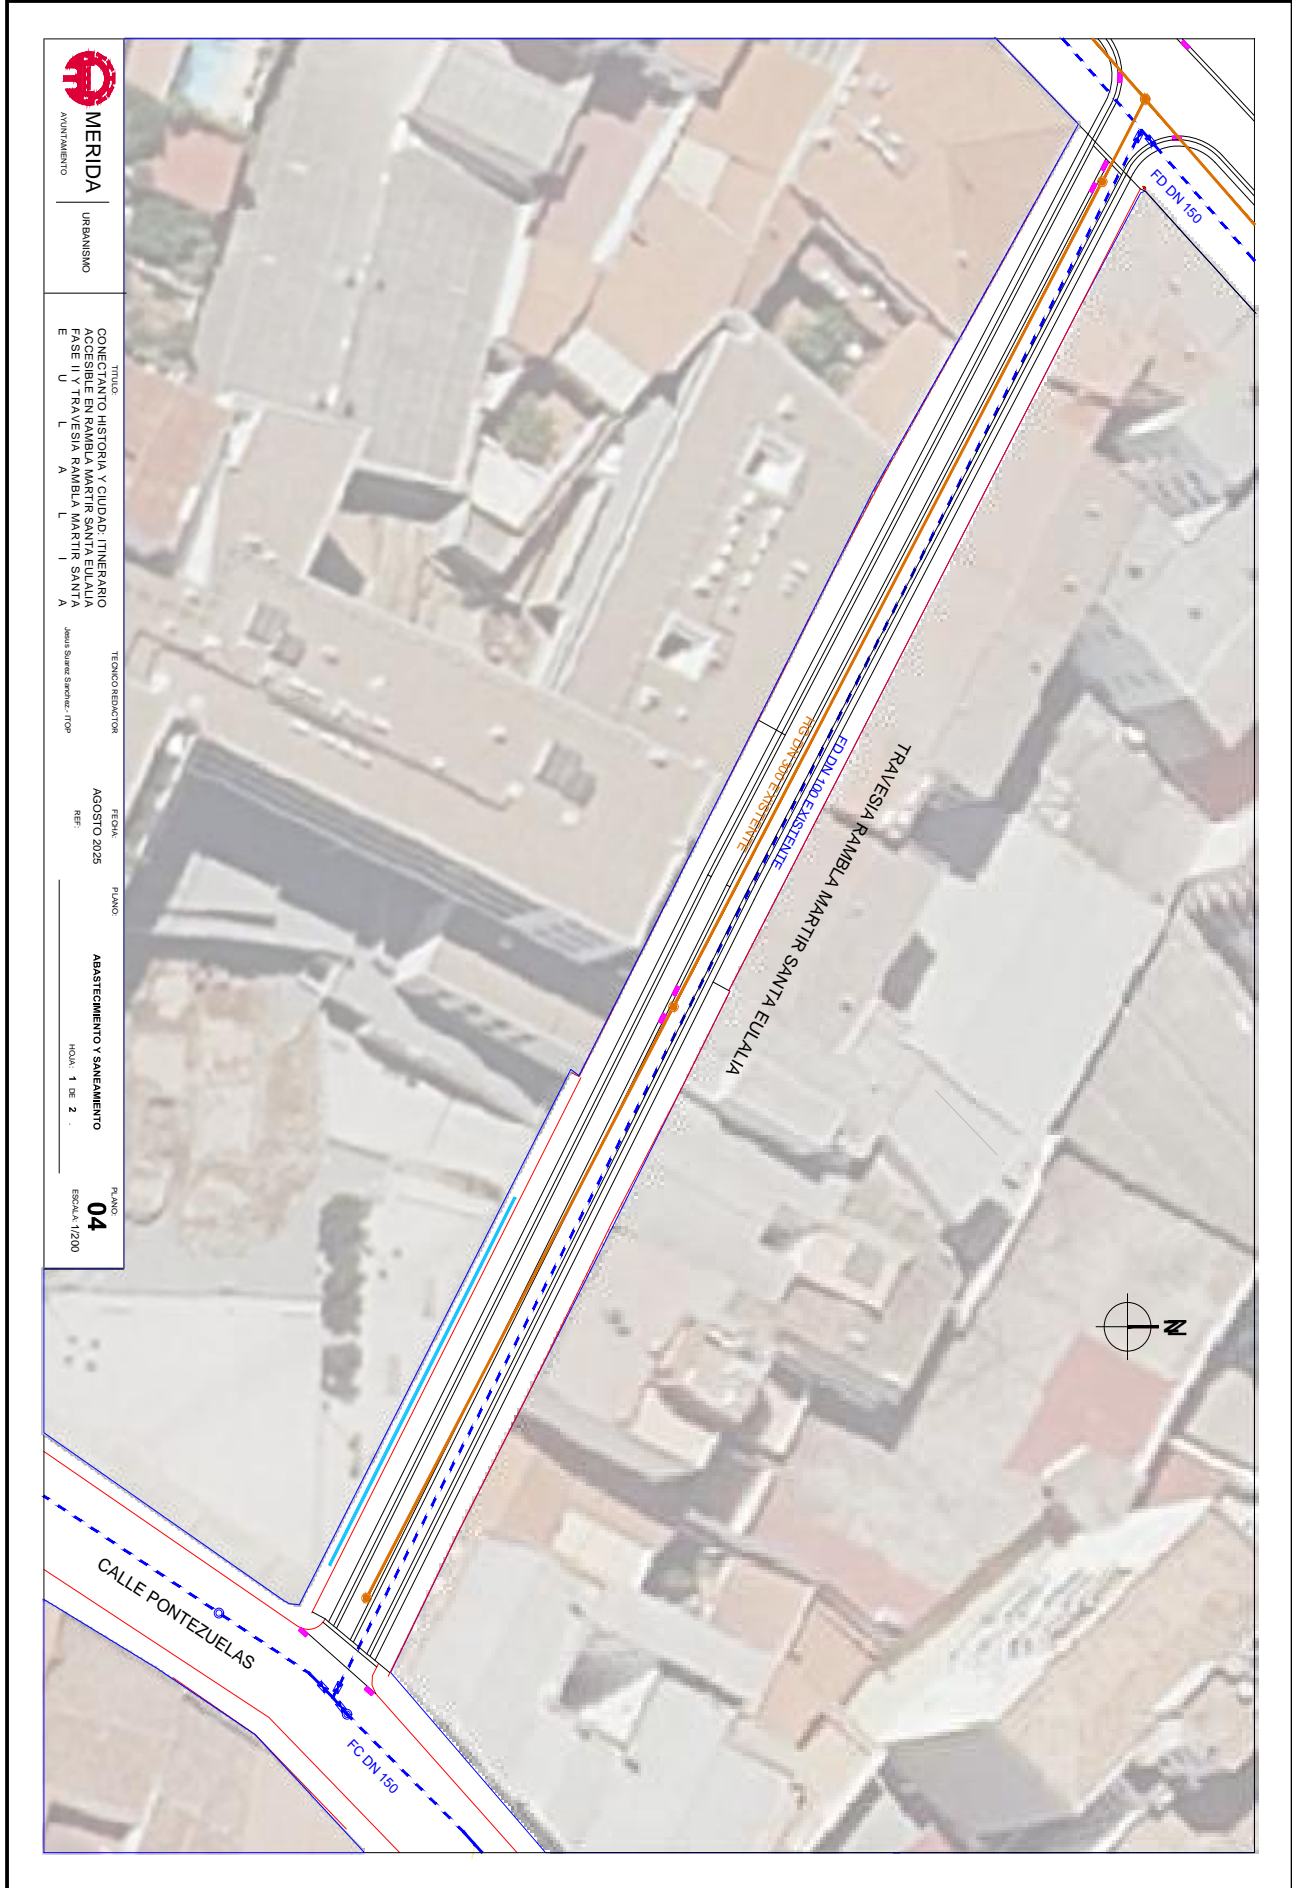 MERIDA
AYUNTAMIENTO
URBANISMO
TITULO:
CONECTANTO HISTORIA Y CIUDAD: ITINERARIO
ACCESIBLE EN RAMBLA MARTIR SANTA EULALIA
FASE II Y TRAVESIA RAMBLA MARTIR SANTA
E U L A L I A
TECNICO REDACTOR
Jesus Suarez Sanchez.- ITOP
FECHA:
AGOSTO 2025
REF:
PLANO:
ABASTECIMIENTO Y SANEAMIENTO
HOJA: 1 DE 2 .
PLANO:
04
ESCALA: 1/200
FD DN 150
HG DN 300 EXISTENTE
FD DN 100 EXISTENTE
TRAVESIA RAMBLA MARTIR SANTA EULALIA
N
CALLE PONTEZUELAS
FC DN 150